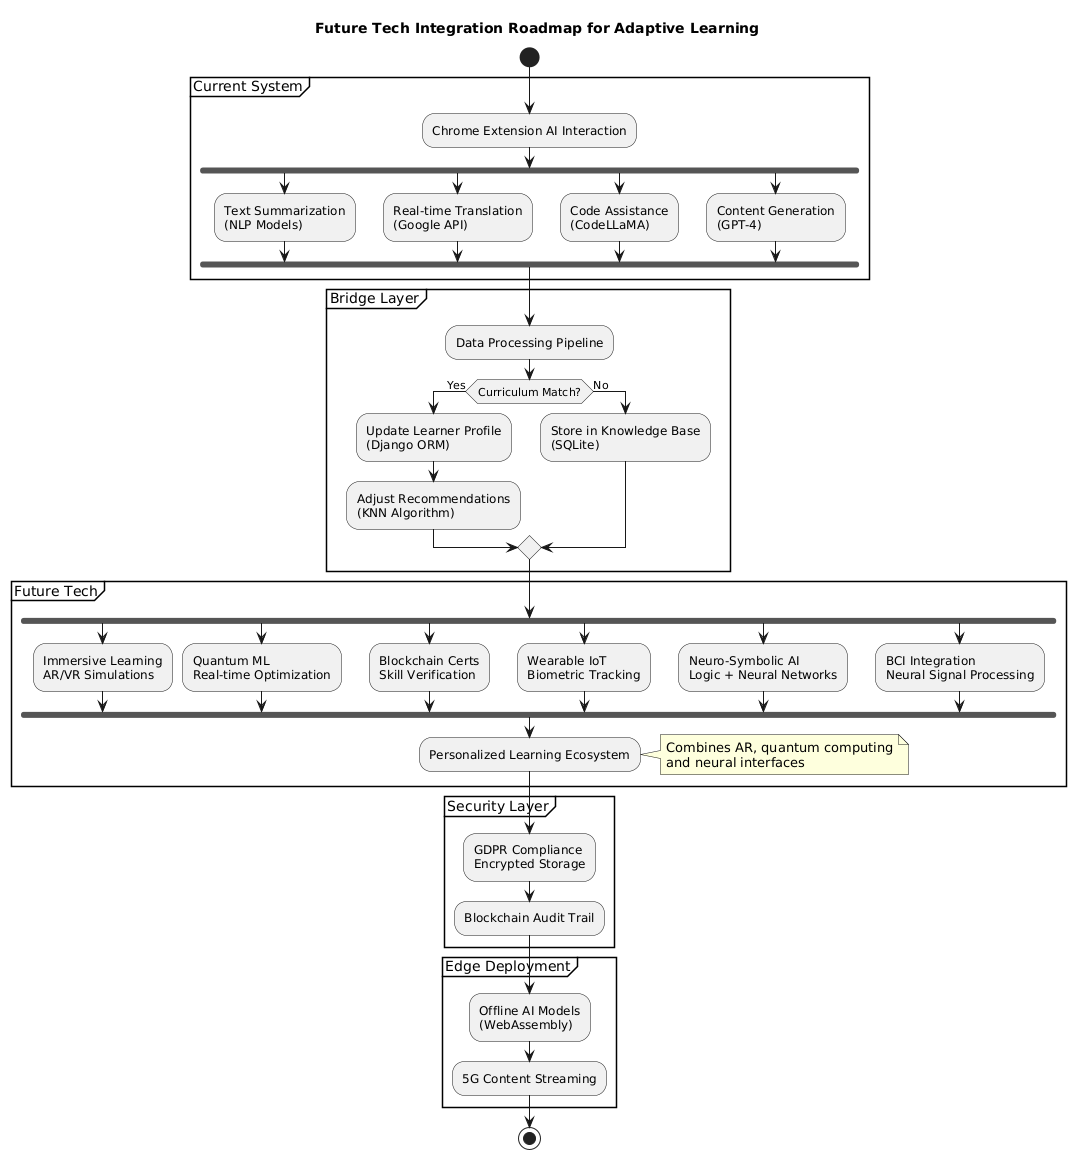 Future Tech Integration Roadmap for Adaptive Learning
Current System
Chrome Extension AI Interaction
Text Summarization
(NLP Models)
Real-time Translation
(Google API)
Code Assistance
(CodeLLaMA)
Content Generation
(GPT-4)
Bridge Layer
Data Processing Pipeline
Yes
Curriculum Match?
No
Update Learner Profile
(Django ORM)
Store in Knowledge Base
(SQLite)
Adjust Recommendations
(KNN Algorithm)
Future Tech
Immersive Learning
AR/VR Simulations
Quantum ML
Real-time Optimization
Blockchain Certs
Skill Verification
Wearable IoT
Biometric Tracking
Neuro-Symbolic AI
Logic + Neural Networks
BCI Integration
Neural Signal Processing
Personalized Learning Ecosystem
Combines AR, quantum computing
and neural interfaces
Security Layer
GDPR Compliance
Encrypted Storage
Blockchain Audit Trail
Edge Deployment
Offline AI Models
(WebAssembly)
5G Content Streaming